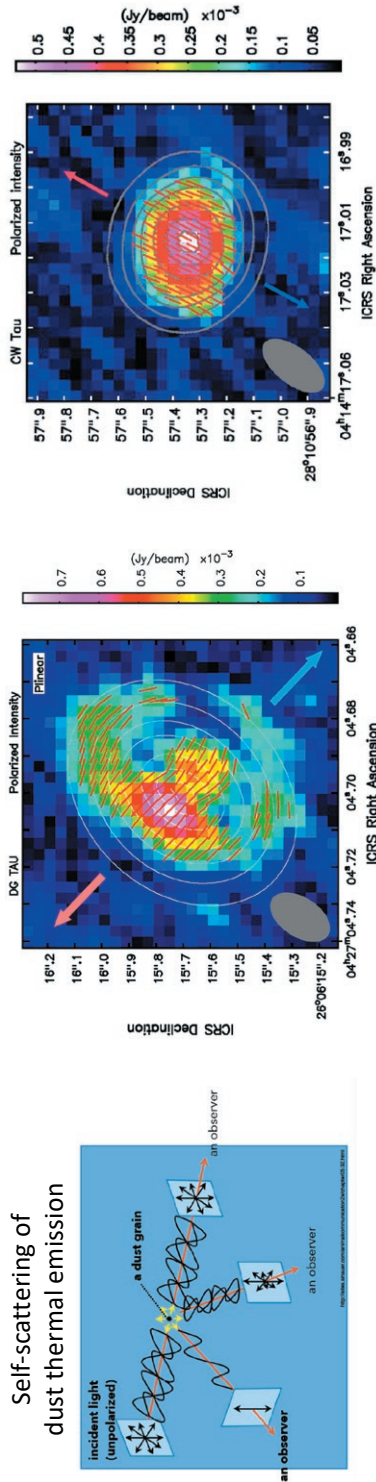 Self-scattering of
dust thermal emission
incident light
(unpolarized)
a dust grain
an observer
an observer
an observer
DG TAU Polarized intensity
Plinear
(Jy/beam) ×10⁻³
0.7
0.6
0.5
0.4
0.3
0.2
0.1
ICRS Declination
16".2
16".1
16".0
15".9
15".8
15".7
15".6
15".5
15".4
15".3
26°06'15".2
04ʰ27ᵐ04ˢ.74 04ˢ.72 04ˢ.70 04ˢ.68 04ˢ.66
ICRS Right Ascension
CW Tau Polarized intensity
(Jy/beam) ×10⁻³
0.5
0.45
0.4
0.35
0.3
0.25
0.2
0.15
0.1
0.05
ICRS Declination
57".9
57".8
57".7
57".6
57".5
57".4
57".3
57".2
57".1
57".0
28°10'56".9
04ʰ14ᵐ17ˢ.06 17ˢ.03 17ˢ.01 16ˢ.99
ICRS Right Ascension